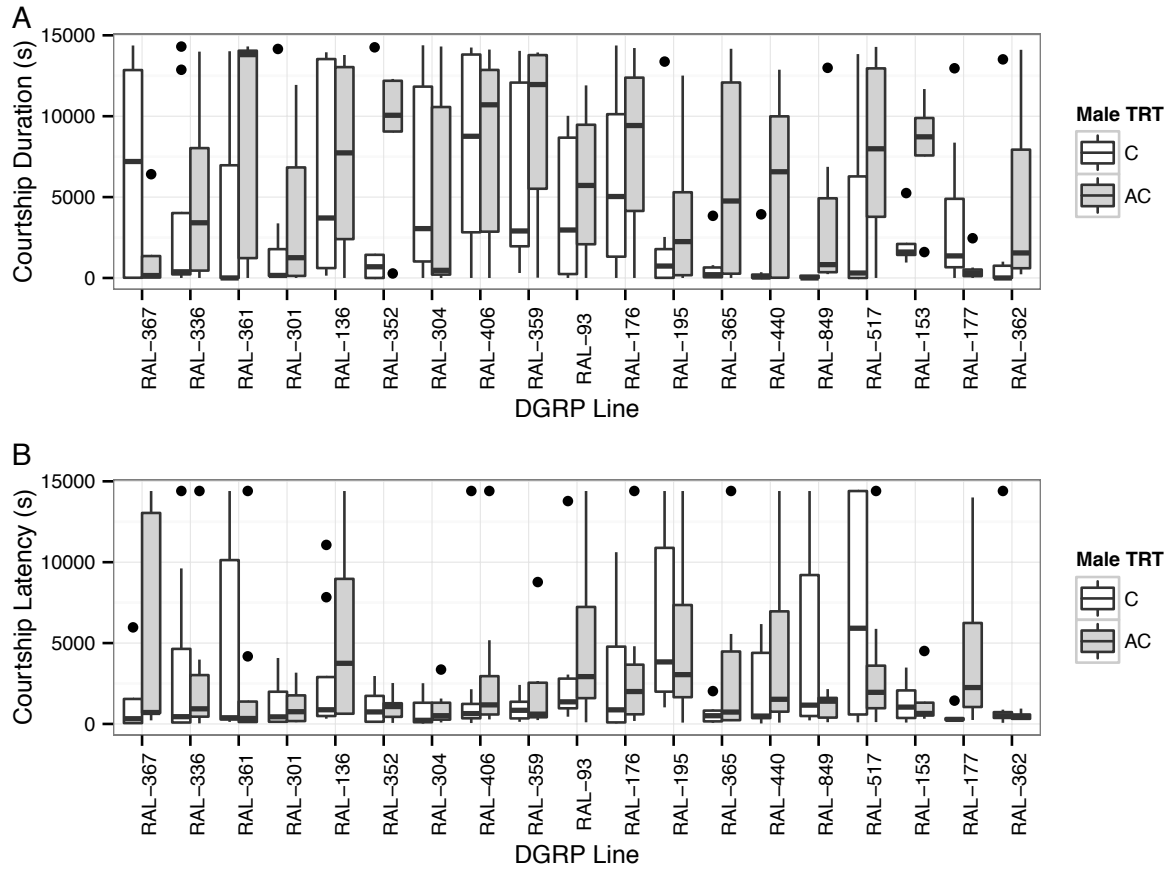 A
Courtship Duration (s)
15000
10000
5000
0
RAL−367
RAL−336
RAL−361
RAL−301
RAL−136
RAL−352
RAL−304
RAL−406
RAL−359
RAL−93
RAL−176
RAL−195
RAL−365
RAL−440
RAL−849
RAL−517
RAL−153
RAL−177
RAL−362
DGRP Line
Male TRT
C
AC
B
Courtship Latency (s)
15000
10000
5000
0
RAL−367
RAL−336
RAL−361
RAL−301
RAL−136
RAL−352
RAL−304
RAL−406
RAL−359
RAL−93
RAL−176
RAL−195
RAL−365
RAL−440
RAL−849
RAL−517
RAL−153
RAL−177
RAL−362
DGRP Line
Male TRT
C
AC